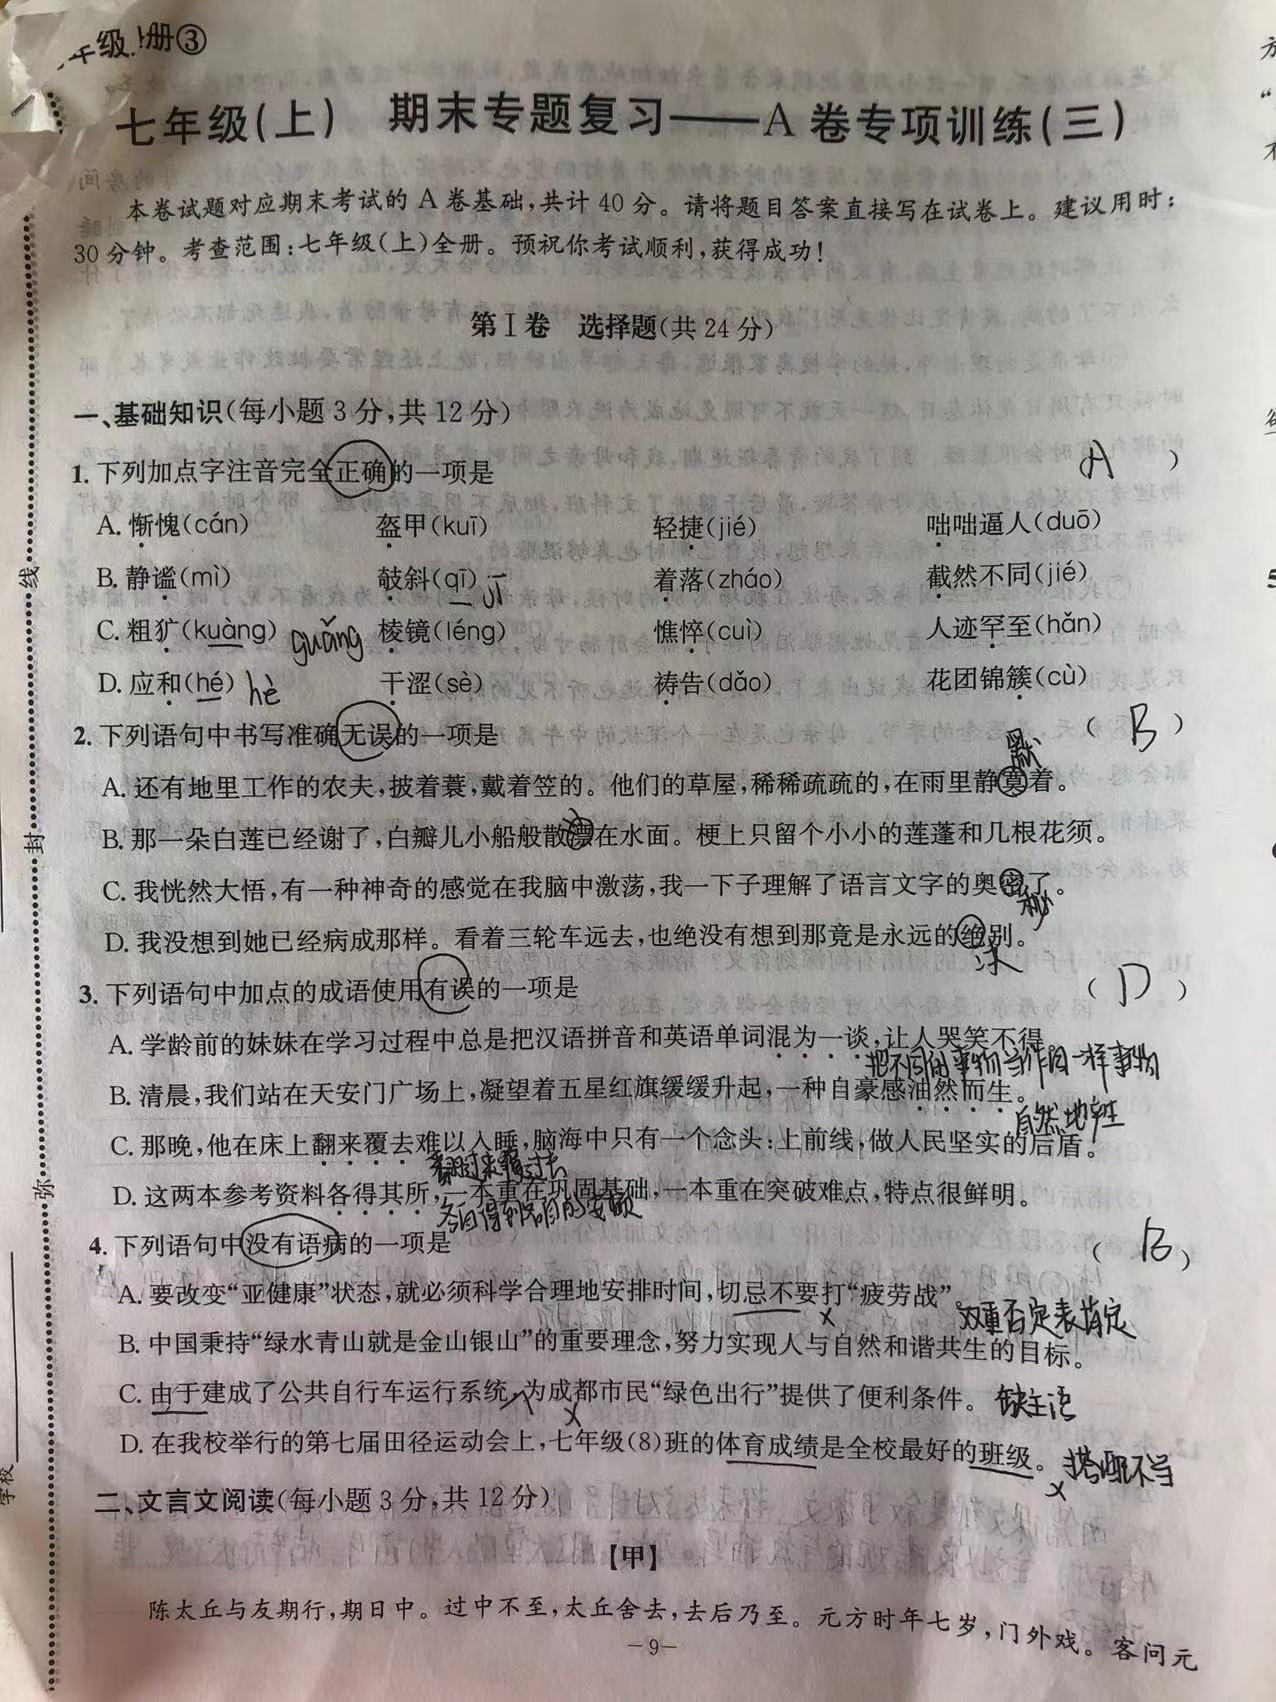 年级上册③
七年级(上) 期末专题复习——A卷专项训练(三)
本卷试题对应期末考试的A卷基础,共计40分。请将题目答案直接写在试卷上。建议用时:
30分钟。考查范围:七年级(上)全册。预祝你考试顺利,获得成功!
第Ⅰ卷 选择题(共24分)
一、基础知识(每小题3分,共12分)
1. 下列加点字注音完全正确的一项是 (A)
A. 惭愧(cán) 盔甲(kuī) 轻捷(jié) 咄咄逼人(duō)
B. 静谧(mì) 攲斜(qī) jī 着落(zháo) 截然不同(jié)
C. 粗犷(kuàng) guǎng 棱镜(léng) 憔悴(cuì) 人迹罕至(hǎn)
D. 应和(hé) hè 干涩(sè) 祷告(dǎo) 花团锦簇(cù)
2. 下列语句中书写准确无误的一项是 (B)
默
A. 还有地里工作的农夫,披着蓑,戴着笠的。他们的草屋,稀稀疏疏的,在雨里静寞着。
B. 那一朵白莲已经谢了,白瓣儿小船般散漂在水面。梗上只留个小小的莲蓬和几根花须。
C. 我恍然大悟,有一种神奇的感觉在我脑中激荡,我一下子理解了语言文字的奥密了。
秘
D. 我没想到她已经病成那样。看着三轮车远去,也绝没有想到那竟是永远的绝别。
诀
3. 下列语句中加点的成语使用有误的一项是 (D)
A. 学龄前的妹妹在学习过程中总是把汉语拼音和英语单词混为一谈,让人哭笑不得。
把不同的事物当作同一样事物
B. 清晨,我们站在天安门广场上,凝望着五星红旗缓缓升起,一种自豪感油然而生。
自然地产生
C. 那晚,他在床上翻来覆去难以入睡,脑海中只有一个念头:上前线,做人民坚实的后盾。
翻过来覆过去
D. 这两本参考资料各得其所,一本重在巩固基础,一本重在突破难点,特点很鲜明。
各自得到各自的安顿
4. 下列语句中没有语病的一项是 (B)
A. 要改变“亚健康”状态,就必须科学合理地安排时间,切忌不要打“疲劳战”。
双重否定表肯定
B. 中国秉持“绿水青山就是金山银山”的重要理念,努力实现人与自然和谐共生的目标。
C. 由于建成了公共自行车运行系统,为成都市民“绿色出行”提供了便利条件。 缺主语
D. 在我校举行的第七届田径运动会上,七年级(8)班的体育成绩是全校最好的班级。 搭配不当
二、文言文阅读(每小题3分,共12分)
【甲】
陈太丘与友期行,期日中。过中不至,太丘舍去,去后乃至。元方时年七岁,门外戏。客问元
—9—
线
封
弥
学校